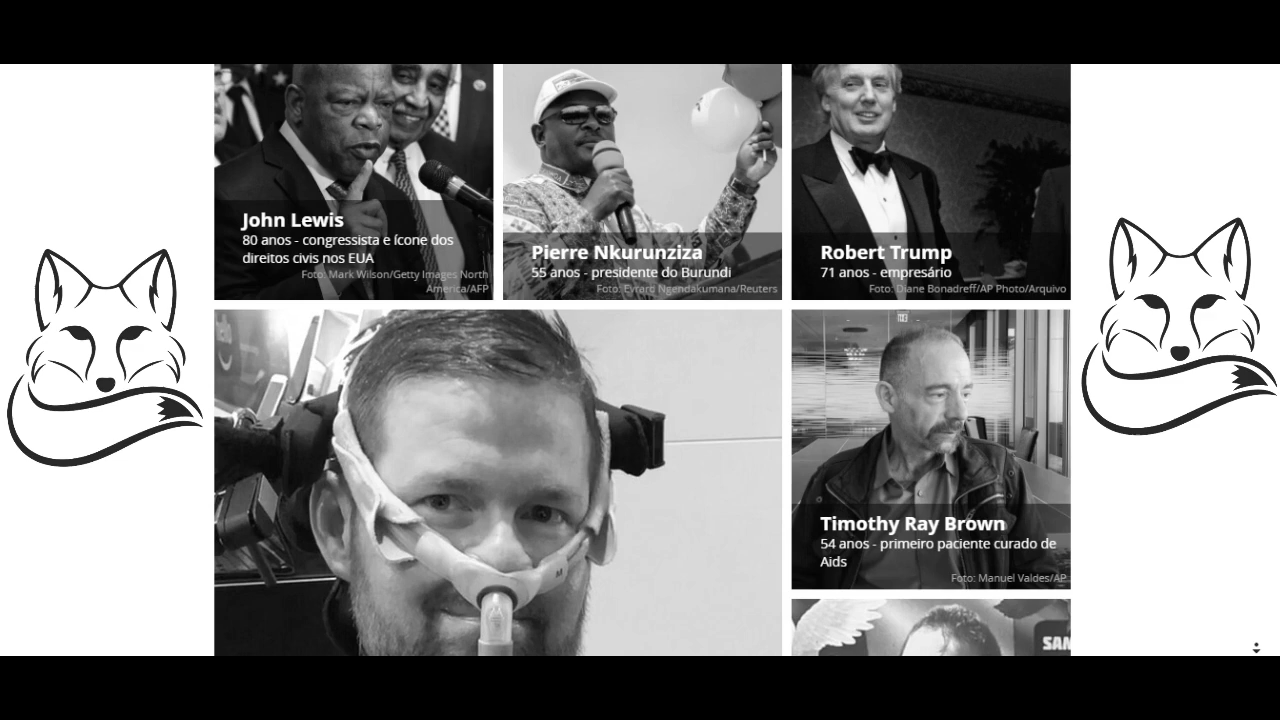 John Lewis
80 anos - congressista e ícone dos
direitos civis nos EUA
Foto: Mark Wilson/Getty Images North
America/AFP
Pierre Nkurunziza
55 anos - presidente do Burundi
Foto: Evrard Ngendakumana/Reuters
Robert Trump
71 anos - empresário
Foto: Diane Bonadreff/AP Photo/Arquivo
Timothy Ray Brown
54 anos - primeiro paciente curado de
Aids
Foto: Manuel Valdes/AP
SAM